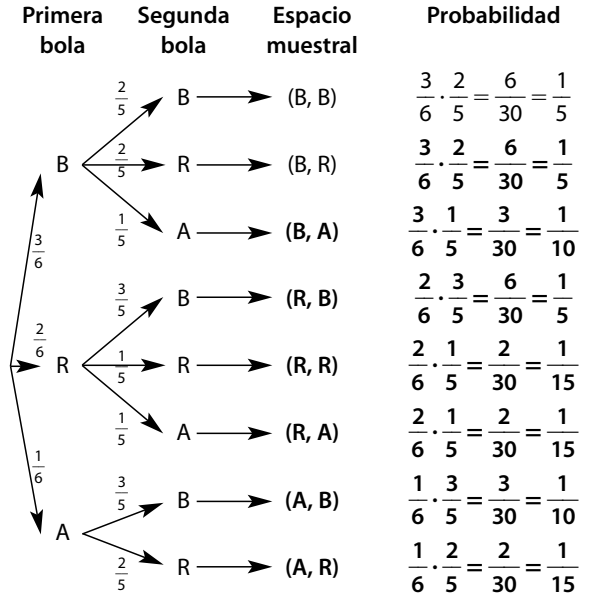 Primera bola Segunda bola Espacio muestral Probabilidad
2/5 B (B, B) 3/6 · 2/5 = 6/30 = 1/5
B 2/5 R (B, R) 3/6 · 2/5 = 6/30 = 1/5
1/5 A (B, A) 3/6 · 1/5 = 3/30 = 1/10
3/6
3/5 B (R, B) 2/6 · 3/5 = 6/30 = 1/5
2/6 R 1/5 R (R, R) 2/6 · 1/5 = 2/30 = 1/15
1/5 A (R, A) 2/6 · 1/5 = 2/30 = 1/15
1/6
3/5 B (A, B) 1/6 · 3/5 = 3/30 = 1/10
A
2/5 R (A, R) 1/6 · 2/5 = 2/30 = 1/15